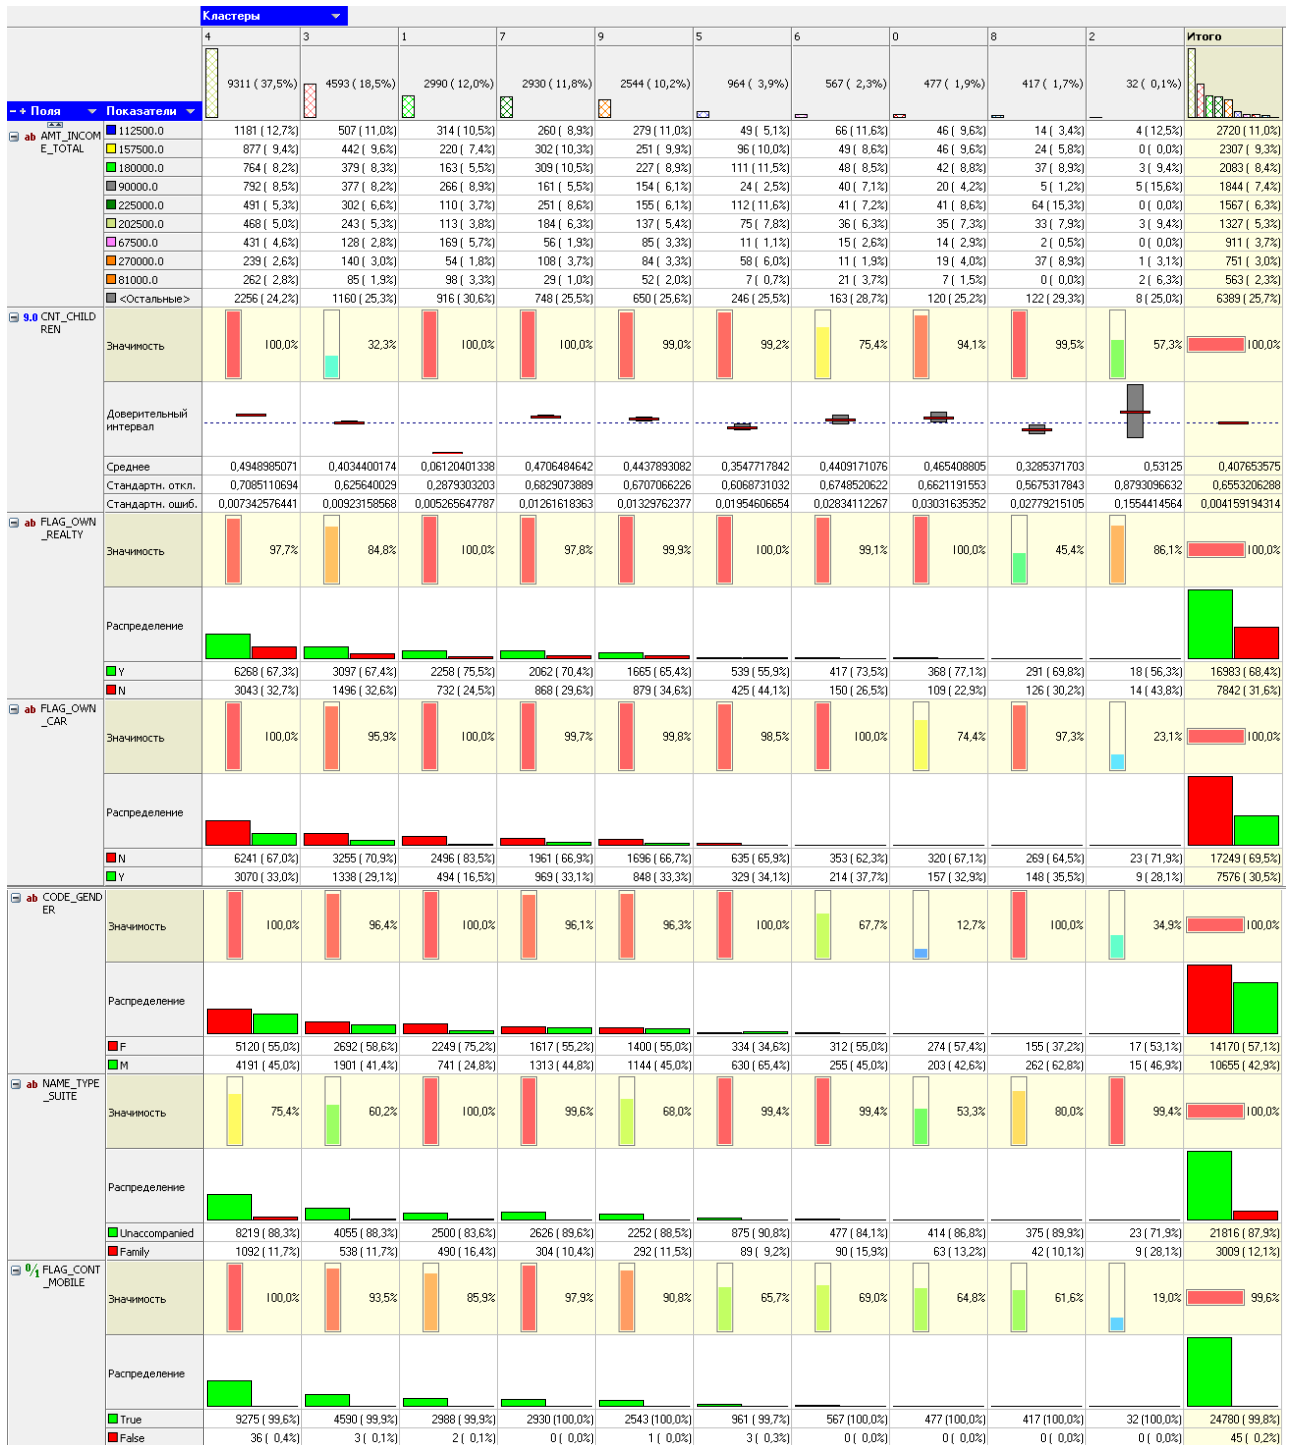 Кластеры
4 3 1 7 9 5 6 0 8 2 Итого
9311 ( 37,5%) 4593 (18,5%) 2990 (12,0%) 2930 (11,8%) 2544 (10,2%) 964 ( 3,9%) 567 ( 2,3%) 477 ( 1,9%) 417 ( 1,7%) 32 ( 0,1%)
− + Поля Показатели
ab AMT_INCOM
E_TOTAL
112500.0 1181 (12,7%) 507 (11,0%) 314 (10,5%) 260 ( 8,9%) 279 (11,0%) 49 ( 5,1%) 66 (11,6%) 46 ( 9,6%) 14 ( 3,4%) 4 (12,5%) 2720 (11,0%)
157500.0 877 ( 9,4%) 442 ( 9,6%) 220 ( 7,4%) 302 (10,3%) 251 ( 9,9%) 96 (10,0%) 49 ( 8,6%) 46 ( 9,6%) 24 ( 5,8%) 0 ( 0,0%) 2307 ( 9,3%)
180000.0 764 ( 8,2%) 379 ( 8,3%) 163 ( 5,5%) 309 (10,5%) 227 ( 8,9%) 111 (11,5%) 48 ( 8,5%) 42 ( 8,8%) 37 ( 8,9%) 3 ( 9,4%) 2083 ( 8,4%)
90000.0 792 ( 8,5%) 377 ( 8,2%) 266 ( 8,9%) 161 ( 5,5%) 154 ( 6,1%) 24 ( 2,5%) 40 ( 7,1%) 20 ( 4,2%) 5 ( 1,2%) 5 (15,6%) 1844 ( 7,4%)
225000.0 491 ( 5,3%) 302 ( 6,6%) 110 ( 3,7%) 251 ( 8,6%) 155 ( 6,1%) 112 (11,6%) 41 ( 7,2%) 41 ( 8,6%) 64 (15,3%) 0 ( 0,0%) 1567 ( 6,3%)
202500.0 468 ( 5,0%) 243 ( 5,3%) 113 ( 3,8%) 184 ( 6,3%) 137 ( 5,4%) 75 ( 7,8%) 36 ( 6,3%) 35 ( 7,3%) 33 ( 7,9%) 3 ( 9,4%) 1327 ( 5,3%)
67500.0 431 ( 4,6%) 128 ( 2,8%) 169 ( 5,7%) 56 ( 1,9%) 85 ( 3,3%) 11 ( 1,1%) 15 ( 2,6%) 14 ( 2,9%) 2 ( 0,5%) 0 ( 0,0%) 911 ( 3,7%)
270000.0 239 ( 2,6%) 140 ( 3,0%) 54 ( 1,8%) 108 ( 3,7%) 84 ( 3,3%) 58 ( 6,0%) 11 ( 1,9%) 19 ( 4,0%) 37 ( 8,9%) 1 ( 3,1%) 751 ( 3,0%)
81000.0 262 ( 2,8%) 85 ( 1,9%) 98 ( 3,3%) 29 ( 1,0%) 52 ( 2,0%) 7 ( 0,7%) 21 ( 3,7%) 7 ( 1,5%) 0 ( 0,0%) 2 ( 6,3%) 563 ( 2,3%)
<Остальные> 2256 ( 24,2%) 1160 (25,3%) 916 ( 30,6%) 748 ( 25,5%) 650 ( 25,6%) 246 ( 25,5%) 163 ( 28,7%) 120 ( 25,2%) 122 ( 29,3%) 8 ( 25,0%) 6389 ( 25,7%)
9.0 CNT_CHILD
REN
Значимость 100,0% 32,3% 100,0% 100,0% 99,0% 99,2% 75,4% 94,1% 99,5% 57,3% 100,0%
Доверительный
интервал
Среднее 0,4948985071 0,4034400174 0,06120401338 0,4706484642 0,4437893082 0,3547717842 0,4409171076 0,465408805 0,3285371703 0,53125 0,407653575
Стандартн. откл. 0,7085110694 0,625640029 0,2879303203 0,6829073889 0,6707066226 0,6068731032 0,6748520622 0,6621191553 0,5675317843 0,8793096632 0,6553206288
Стандартн. ошиб. 0,007342576441 0,00923158568 0,005265647787 0,01261618363 0,01329762377 0,01954606654 0,02834112267 0,03031635352 0,02779215105 0,1554414564 0,004159194314
ab FLAG_OWN
_REALTY
Значимость 97,7% 84,8% 100,0% 97,8% 99,9% 100,0% 99,1% 100,0% 45,4% 86,1% 100,0%
Распределение
Y 6268 ( 67,3%) 3097 ( 67,4%) 2258 ( 75,5%) 2062 ( 70,4%) 1665 ( 65,4%) 539 ( 55,9%) 417 ( 73,5%) 368 ( 77,1%) 291 ( 69,8%) 18 ( 56,3%) 16983 ( 68,4%)
N 3043 ( 32,7%) 1496 ( 32,6%) 732 ( 24,5%) 868 ( 29,6%) 879 ( 34,6%) 425 ( 44,1%) 150 ( 26,5%) 109 ( 22,9%) 126 ( 30,2%) 14 ( 43,8%) 7842 ( 31,6%)
ab FLAG_OWN
_CAR
Значимость 100,0% 95,9% 100,0% 99,7% 99,8% 98,5% 100,0% 74,4% 97,3% 23,1% 100,0%
Распределение
N 6241 ( 67,0%) 3255 ( 70,9%) 2496 ( 83,5%) 1961 ( 66,9%) 1696 ( 66,7%) 635 ( 65,9%) 353 ( 62,3%) 320 ( 67,1%) 269 ( 64,5%) 23 ( 71,9%) 17249 ( 69,5%)
Y 3070 ( 33,0%) 1338 ( 29,1%) 494 ( 16,5%) 969 ( 33,1%) 848 ( 33,3%) 329 ( 34,1%) 214 ( 37,7%) 157 ( 32,9%) 148 ( 35,5%) 9 ( 28,1%) 7576 ( 30,5%)
ab CODE_GEND
ER
Значимость 100,0% 96,4% 100,0% 96,1% 96,3% 100,0% 67,7% 12,7% 100,0% 34,9% 100,0%
Распределение
F 5120 ( 55,0%) 2692 ( 58,6%) 2249 ( 75,2%) 1617 ( 55,2%) 1400 ( 55,0%) 334 ( 34,6%) 312 ( 55,0%) 274 ( 57,4%) 155 ( 37,2%) 17 ( 53,1%) 14170 ( 57,1%)
M 4191 ( 45,0%) 1901 ( 41,4%) 741 ( 24,8%) 1313 ( 44,8%) 1144 ( 45,0%) 630 ( 65,4%) 255 ( 45,0%) 203 ( 42,6%) 262 ( 62,8%) 15 ( 46,9%) 10655 ( 42,9%)
ab NAME_TYPE
_SUITE
Значимость 75,4% 60,2% 100,0% 99,6% 68,0% 99,4% 99,4% 53,3% 80,0% 99,4% 100,0%
Распределение
Unaccompanied 8219 ( 88,3%) 4055 ( 88,3%) 2500 ( 83,6%) 2626 ( 89,6%) 2252 ( 88,5%) 875 ( 90,8%) 477 ( 84,1%) 414 ( 86,8%) 375 ( 89,9%) 23 ( 71,9%) 21816 ( 87,9%)
Family 1092 ( 11,7%) 538 ( 11,7%) 490 ( 16,4%) 304 ( 10,4%) 292 ( 11,5%) 89 ( 9,2%) 90 ( 15,9%) 63 ( 13,2%) 42 ( 10,1%) 9 ( 28,1%) 3009 ( 12,1%)
0/1 FLAG_CONT
_MOBILE
Значимость 100,0% 93,5% 85,9% 97,9% 90,8% 65,7% 69,0% 64,8% 61,6% 19,0% 99,6%
Распределение
True 9275 ( 99,6%) 4590 ( 99,9%) 2988 ( 99,9%) 2930 (100,0%) 2543 (100,0%) 961 ( 99,7%) 567 (100,0%) 477 (100,0%) 417 (100,0%) 32 (100,0%) 24780 ( 99,8%)
False 36 ( 0,4%) 3 ( 0,1%) 2 ( 0,1%) 0 ( 0,0%) 1 ( 0,0%) 3 ( 0,3%) 0 ( 0,0%) 0 ( 0,0%) 0 ( 0,0%) 0 ( 0,0%) 45 ( 0,2%)